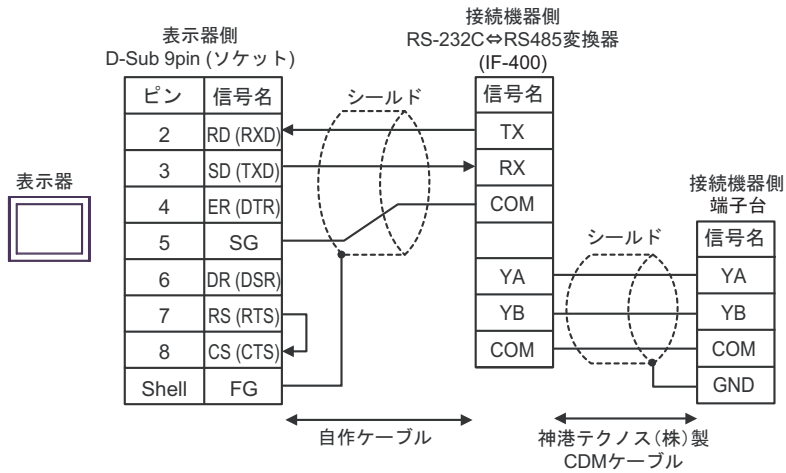 表示器側
D-Sub 9pin (ソケット)
接続機器側
RS-232C⇔RS485変換器
(IF-400)
ピン 信号名
2 RD (RXD)
3 SD (TXD)
4 ER (DTR)
5 SG
6 DR (DSR)
7 RS (RTS)
8 CS (CTS)
Shell FG
表示器
シールド
信号名
TX
RX
COM
YA
YB
COM
シールド
接続機器側
端子台
信号名
YA
YB
COM
GND
自作ケーブル
神港テクノス(株)製
CDMケーブル